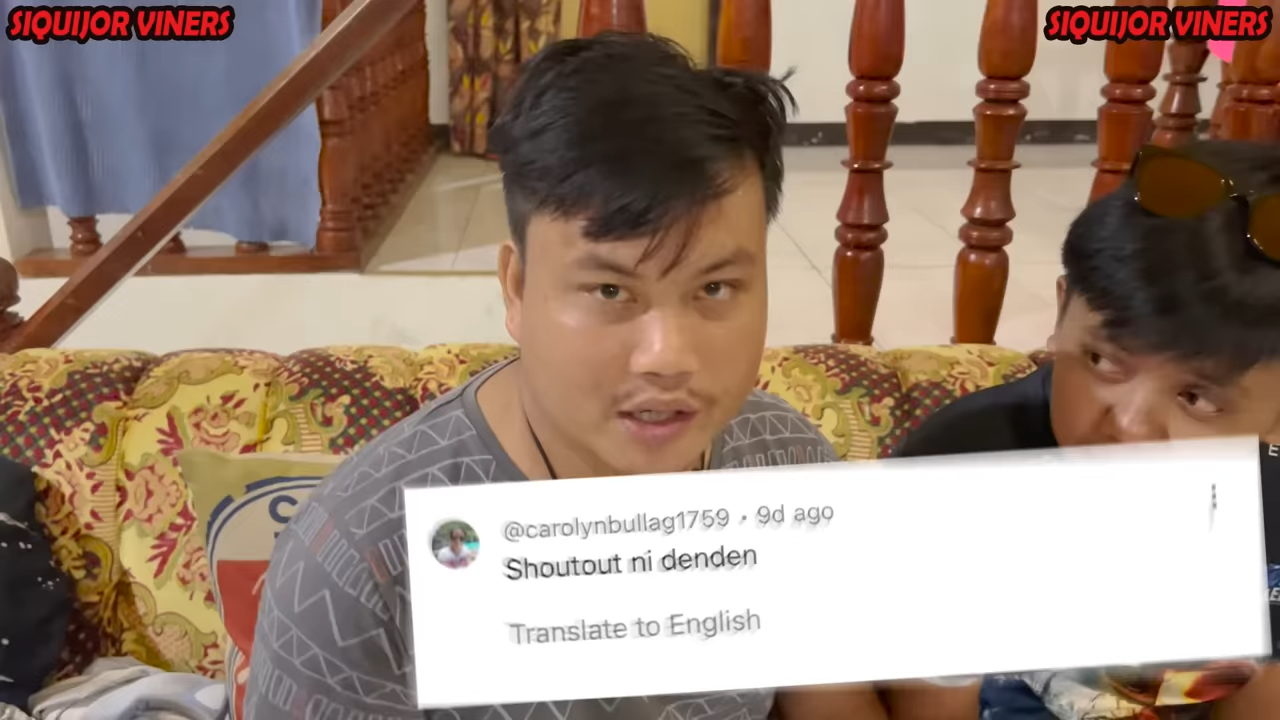 SIQUIJOR VINERS
SIQUIJOR VINERS
@carolynbullag1759 · 9d ago
Shoutout ni denden
Translate to English